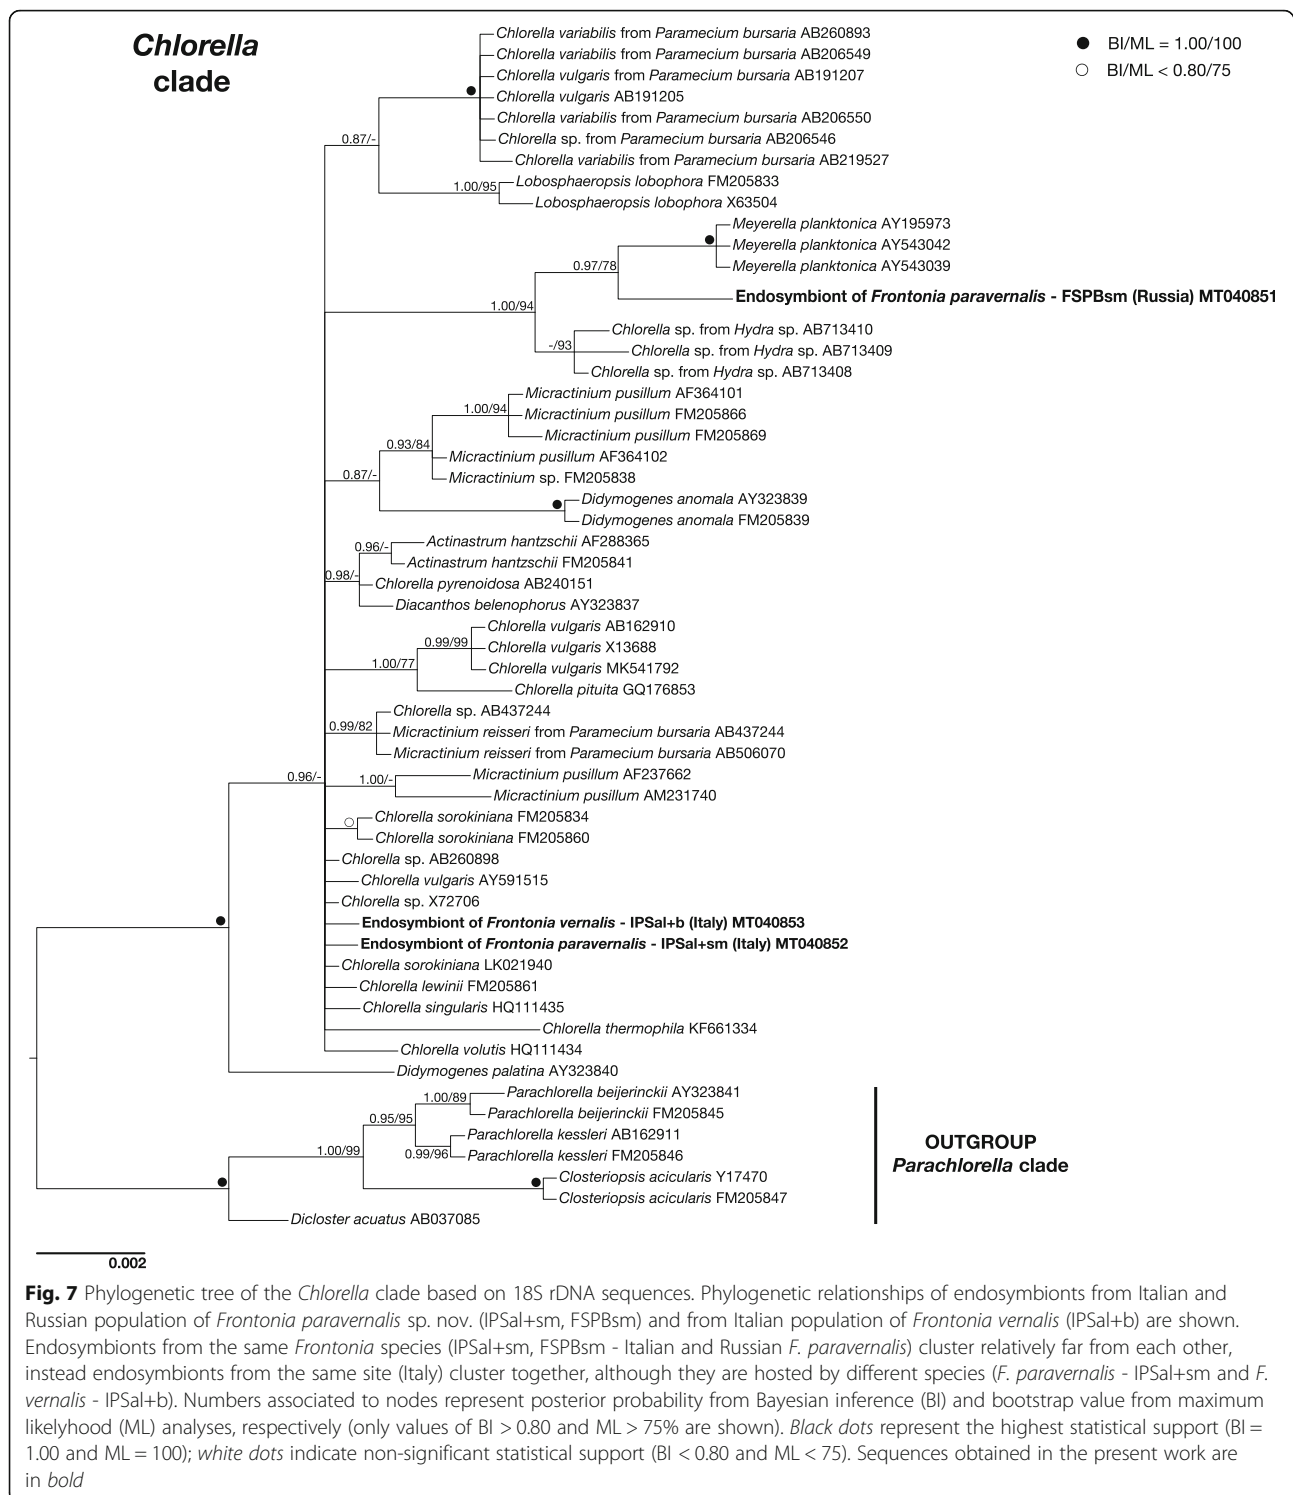 Chlorella
clade
BI/ML = 1.00/100
BI/ML < 0.80/75
Chlorella variabilis from Paramecium bursaria AB260893
Chlorella variabilis from Paramecium bursaria AB206549
Chlorella vulgaris from Paramecium bursaria AB191207
Chlorella vulgaris AB191205
Chlorella variabilis from Paramecium bursaria AB206550
Chlorella sp. from Paramecium bursaria AB206546
0.87/-
Chlorella variabilis from Paramecium bursaria AB219527
Lobosphaeropsis lobophora FM205833
1.00/95
Lobosphaeropsis lobophora X63504
Meyerella planktonica AY195973
Meyerella planktonica AY543042
Meyerella planktonica AY543039
0.97/78
Endosymbiont of Frontonia paravernalis - FSPBsm (Russia) MT040851
1.00/94
Chlorella sp. from Hydra sp. AB713410
-/93
Chlorella sp. from Hydra sp. AB713409
Chlorella sp. from Hydra sp. AB713408
Micractinium pusillum AF364101
1.00/94
Micractinium pusillum FM205866
Micractinium pusillum FM205869
0.93/84
Micractinium pusillum AF364102
0.87/-
Micractinium sp. FM205838
Didymogenes anomala AY323839
Didymogenes anomala FM205839
Actinastrum hantzschii AF288365
0.96/-
Actinastrum hantzschii FM205841
0.98/-
Chlorella pyrenoidosa AB240151
Diacanthos belenophorus AY323837
Chlorella vulgaris AB162910
0.99/99
Chlorella vulgaris X13688
1.00/77
Chlorella vulgaris MK541792
Chlorella pituita GQ176853
Chlorella sp. AB437244
0.99/82
Micractinium reisseri from Paramecium bursaria AB437244
Micractinium reisseri from Paramecium bursaria AB506070
0.96/-
Micractinium pusillum AF237662
1.00/-
Micractinium pusillum AM231740
Chlorella sorokiniana FM205834
Chlorella sorokiniana FM205860
Chlorella sp. AB260898
Chlorella vulgaris AY591515
Chlorella sp. X72706
Endosymbiont of Frontonia vernalis - IPSal+b (Italy) MT040853
Endosymbiont of Frontonia paravernalis - IPSal+sm (Italy) MT040852
Chlorella sorokiniana LK021940
Chlorella lewinii FM205861
Chlorella singularis HQ111435
Chlorella thermophila KF661334
Chlorella volutis HQ111434
Didymogenes palatina AY323840
Parachlorella beijerinckii AY323841
1.00/89
Parachlorella beijerinckii FM205845
0.95/95
Parachlorella kessleri AB162911
0.99/96
Parachlorella kessleri FM205846
1.00/99
Closteriopsis acicularis Y17470
Closteriopsis acicularis FM205847
Dicloster acuatus AB037085
OUTGROUP
Parachlorella clade
0.002
Fig. 7 Phylogenetic tree of the Chlorella clade based on 18S rDNA sequences. Phylogenetic relationships of endosymbionts from Italian and
Russian population of Frontonia paravernalis sp. nov. (IPSal+sm, FSPBsm) and from Italian population of Frontonia vernalis (IPSal+b) are shown.
Endosymbionts from the same Frontonia species (IPSal+sm, FSPBsm - Italian and Russian F. paravernalis) cluster relatively far from each other,
instead endosymbionts from the same site (Italy) cluster together, although they are hosted by different species (F. paravernalis - IPSal+sm and F.
vernalis - IPSal+b). Numbers associated to nodes represent posterior probability from Bayesian inference (BI) and bootstrap value from maximum
likelyhood (ML) analyses, respectively (only values of BI > 0.80 and ML > 75% are shown). Black dots represent the highest statistical support (BI =
1.00 and ML = 100); white dots indicate non-significant statistical support (BI < 0.80 and ML < 75). Sequences obtained in the present work are
in bold